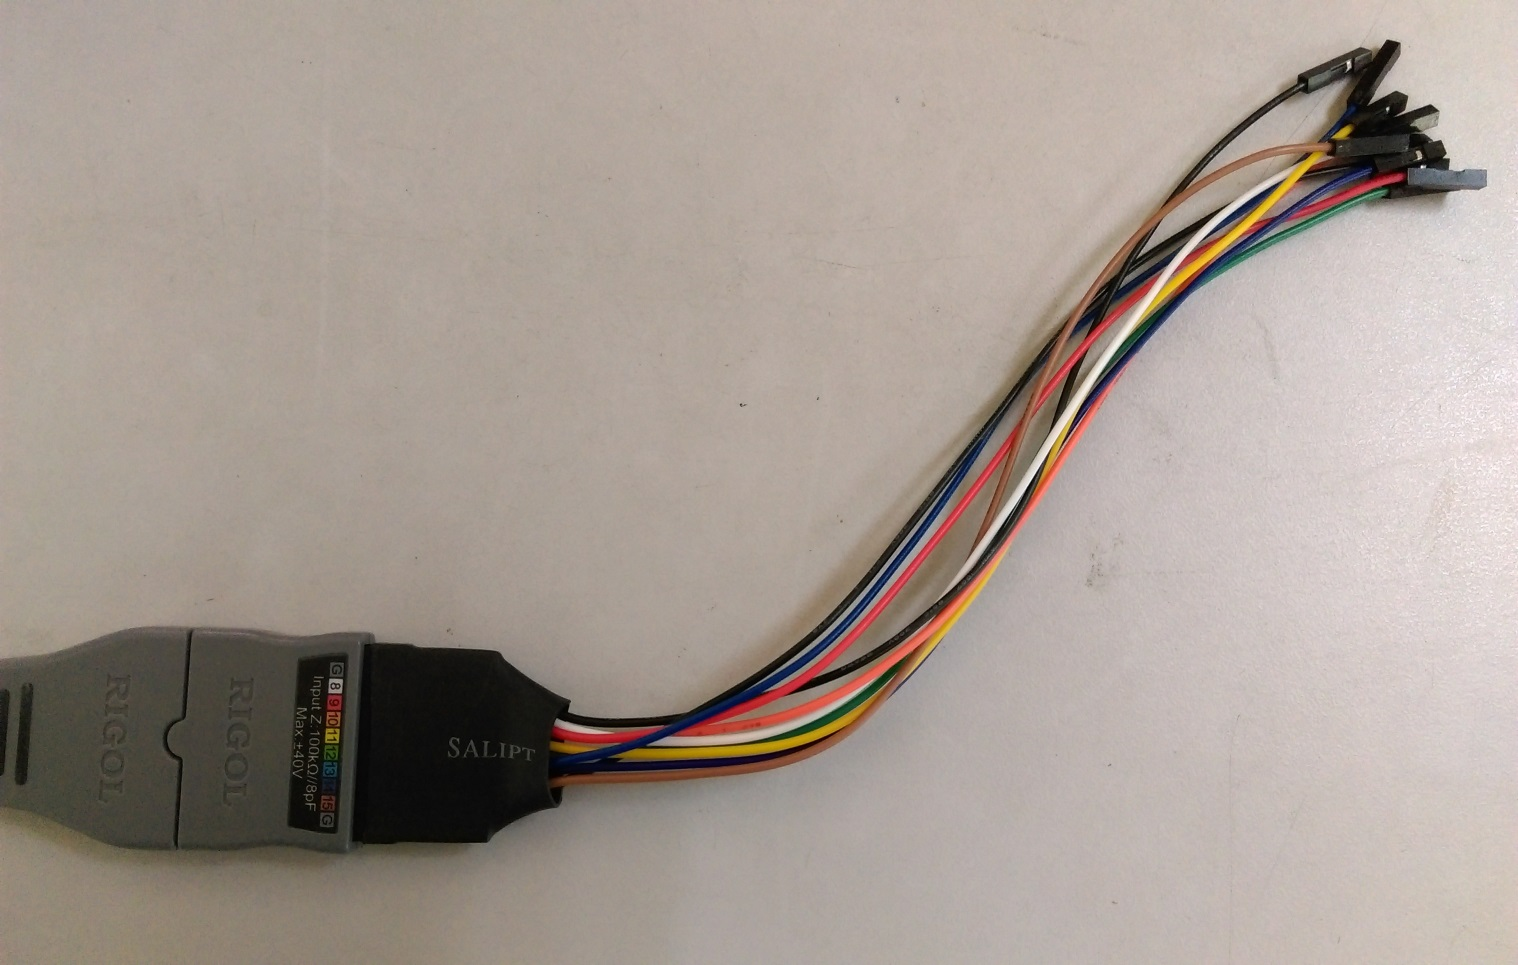 RIGOL
RIGOL
G 8 9 10 11 12 13 14 15 G
Input Z:100kΩ//8pF
Max:±40V
SALIPT